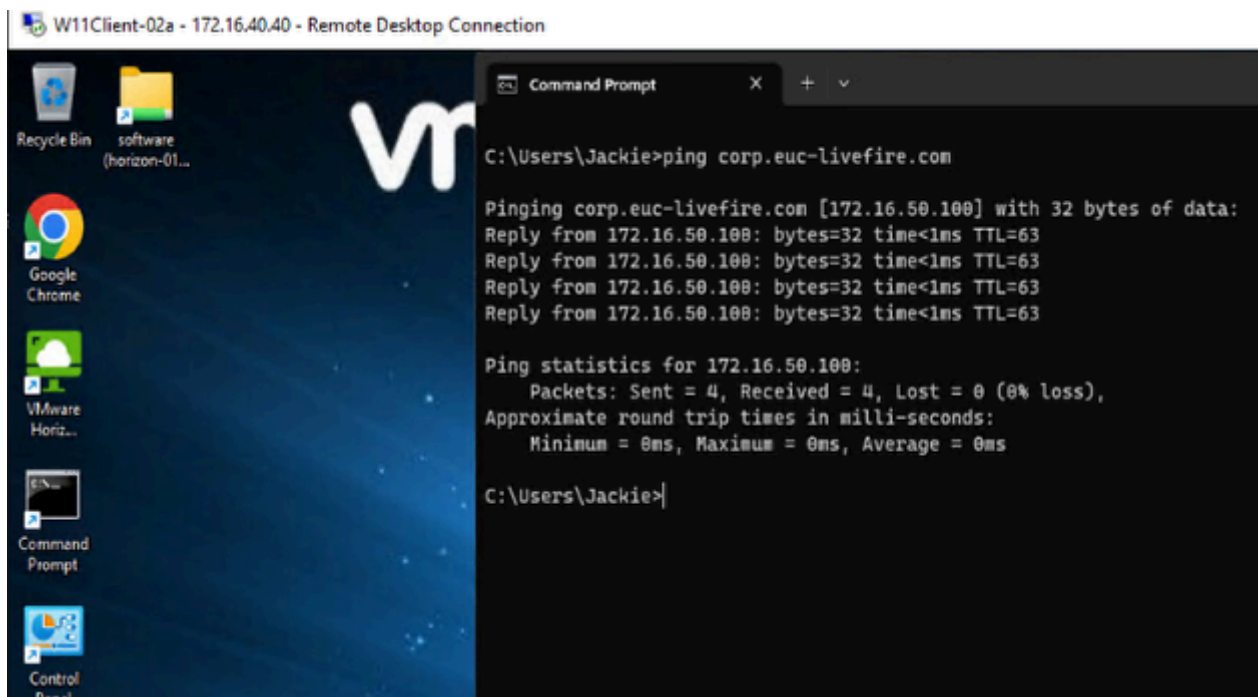 W11Client-02a - 172.16.40.40 - Remote Desktop Connection
Recycle Bin
software
(horizon-01...
Google
Chrome
VMware
Horiz...
Command
Prompt
Control
Panel
vm
Command Prompt
C:\Users\Jackie>ping corp.euc-livefire.com
Pinging corp.euc-livefire.com [172.16.50.100] with 32 bytes of data:
Reply from 172.16.50.100: bytes=32 time<1ms TTL=63
Reply from 172.16.50.100: bytes=32 time<1ms TTL=63
Reply from 172.16.50.100: bytes=32 time<1ms TTL=63
Reply from 172.16.50.100: bytes=32 time<1ms TTL=63
Ping statistics for 172.16.50.100:
Packets: Sent = 4, Received = 4, Lost = 0 (0% loss),
Approximate round trip times in milli-seconds:
Minimum = 0ms, Maximum = 0ms, Average = 0ms
C:\Users\Jackie>